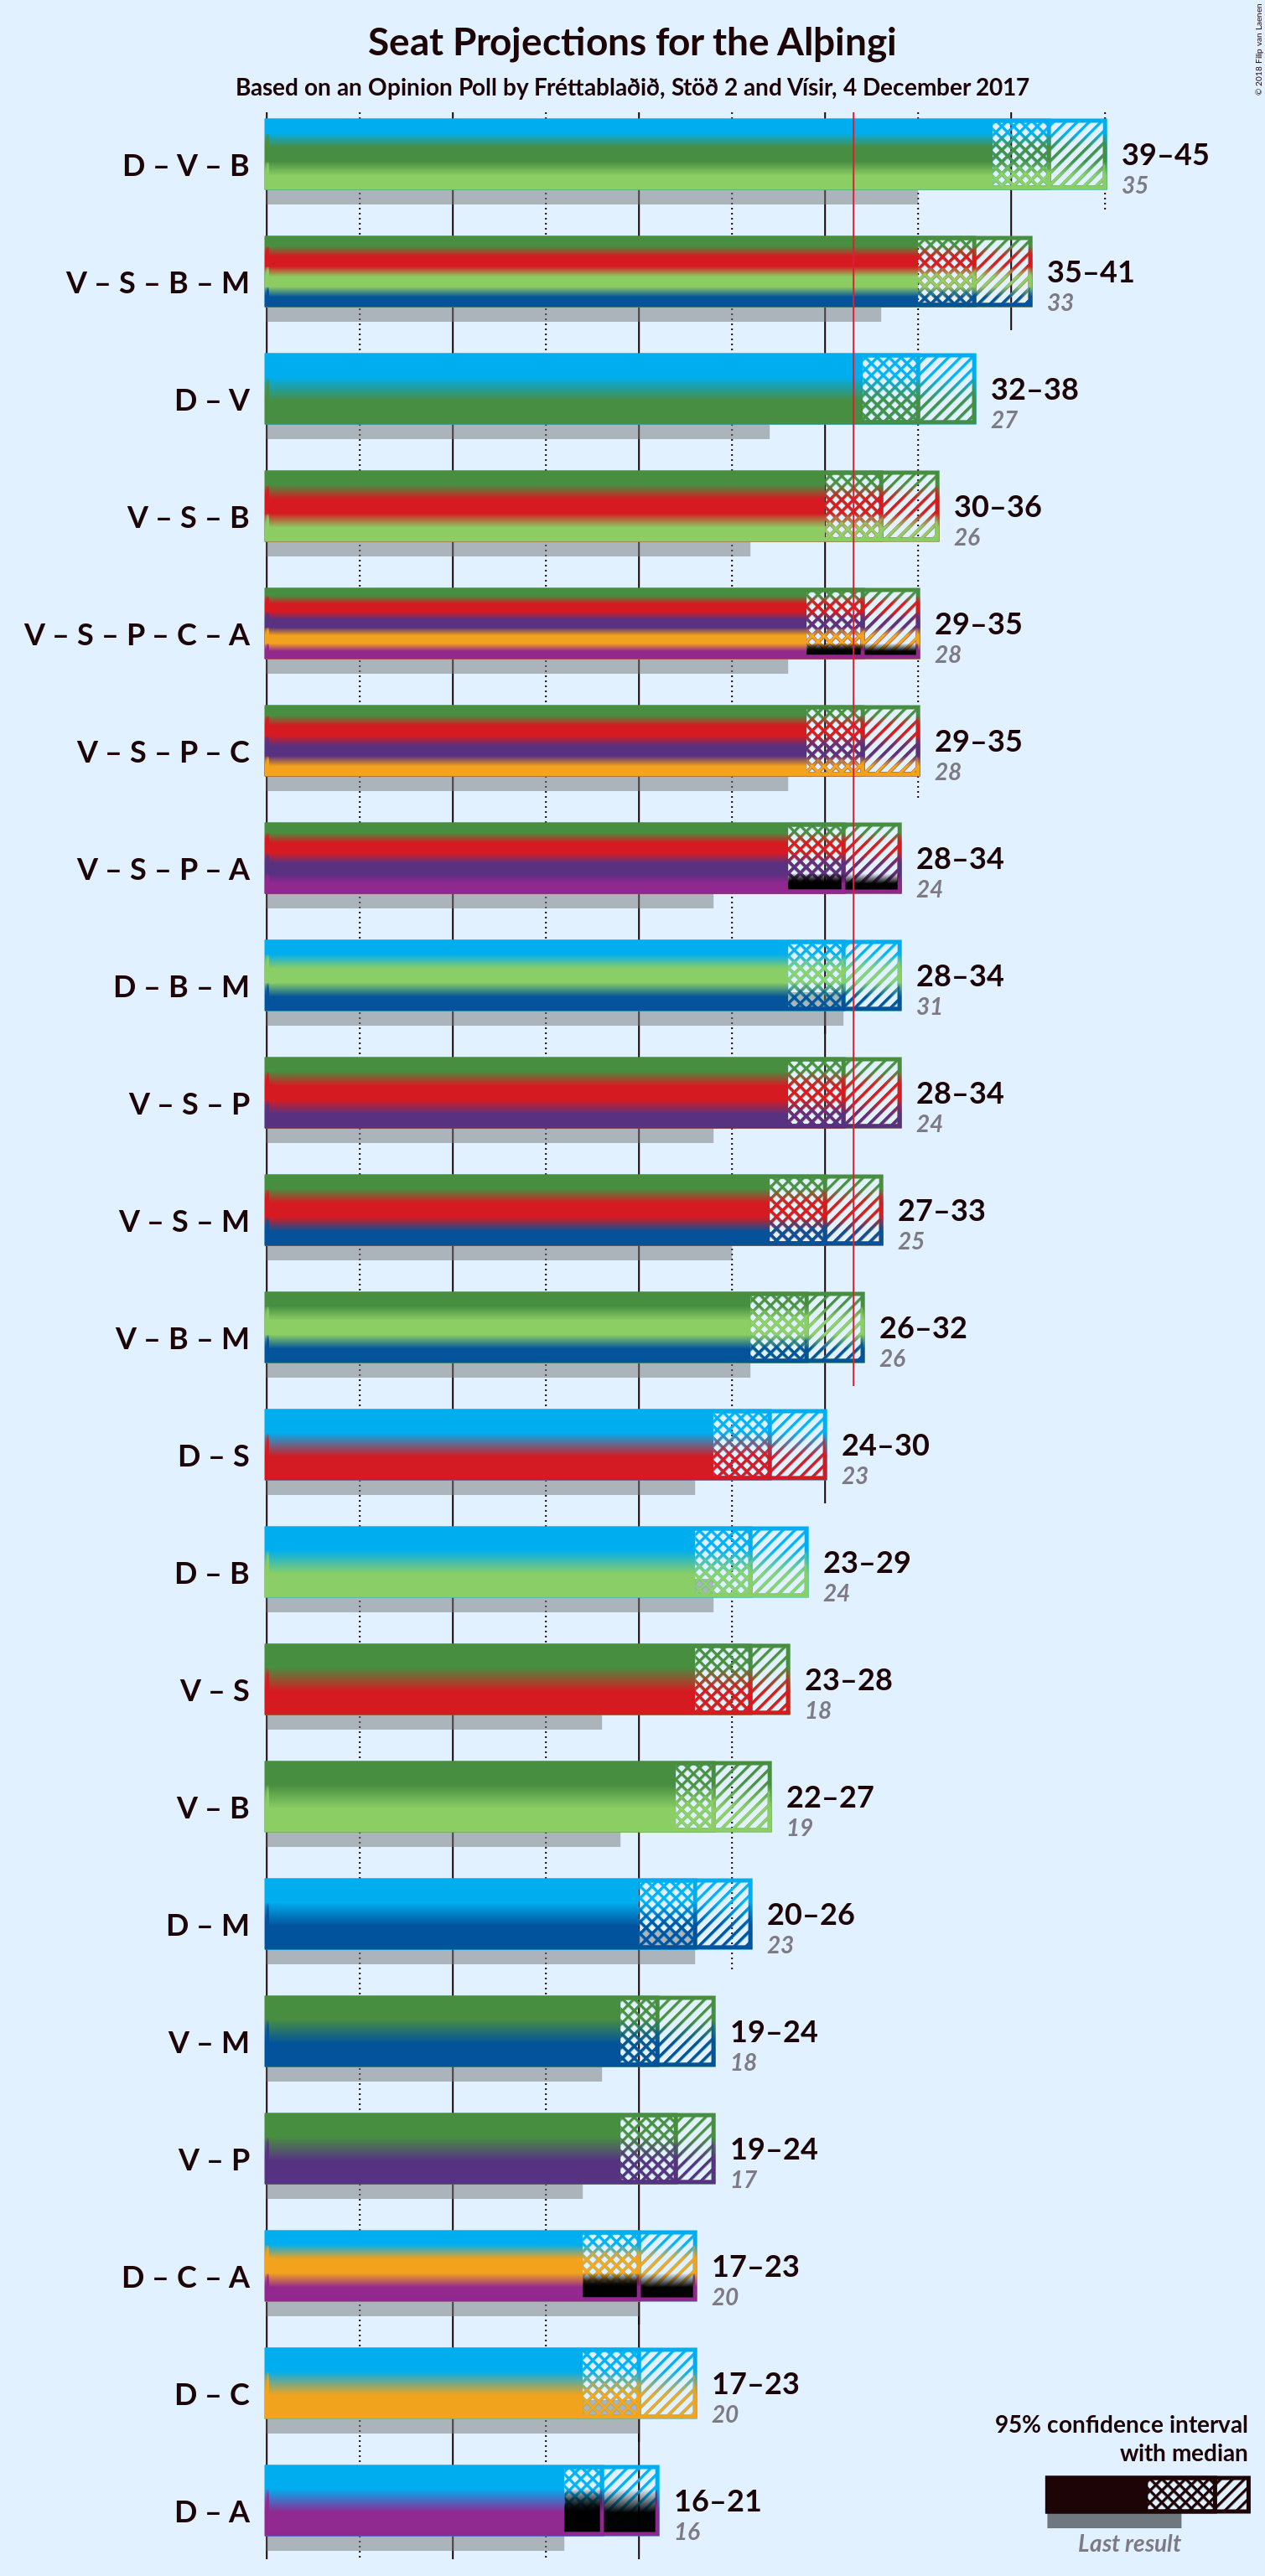 Seat Projections for the Alþingi
Based on an Opinion Poll by Fréttablaðið, Stöð 2 and Vísir, 4 December 2017
© 2018 Filip van Laenen
D – V – B
39–45
35
V – S – B – M
35–41
33
D – V
32–38
27
V – S – B
30–36
26
V – S – P – C – A
29–35
28
V – S – P – C
29–35
28
V – S – P – A
28–34
24
D – B – M
28–34
31
V – S – P
28–34
24
V – S – M
27–33
25
V – B – M
26–32
26
D – S
24–30
23
D – B
23–29
24
V – S
23–28
18
V – B
22–27
19
D – M
20–26
23
V – M
19–24
18
V – P
19–24
17
D – C – A
17–23
20
D – C
17–23
20
D – A
16–21
16
95% confidence interval
with median
Last result